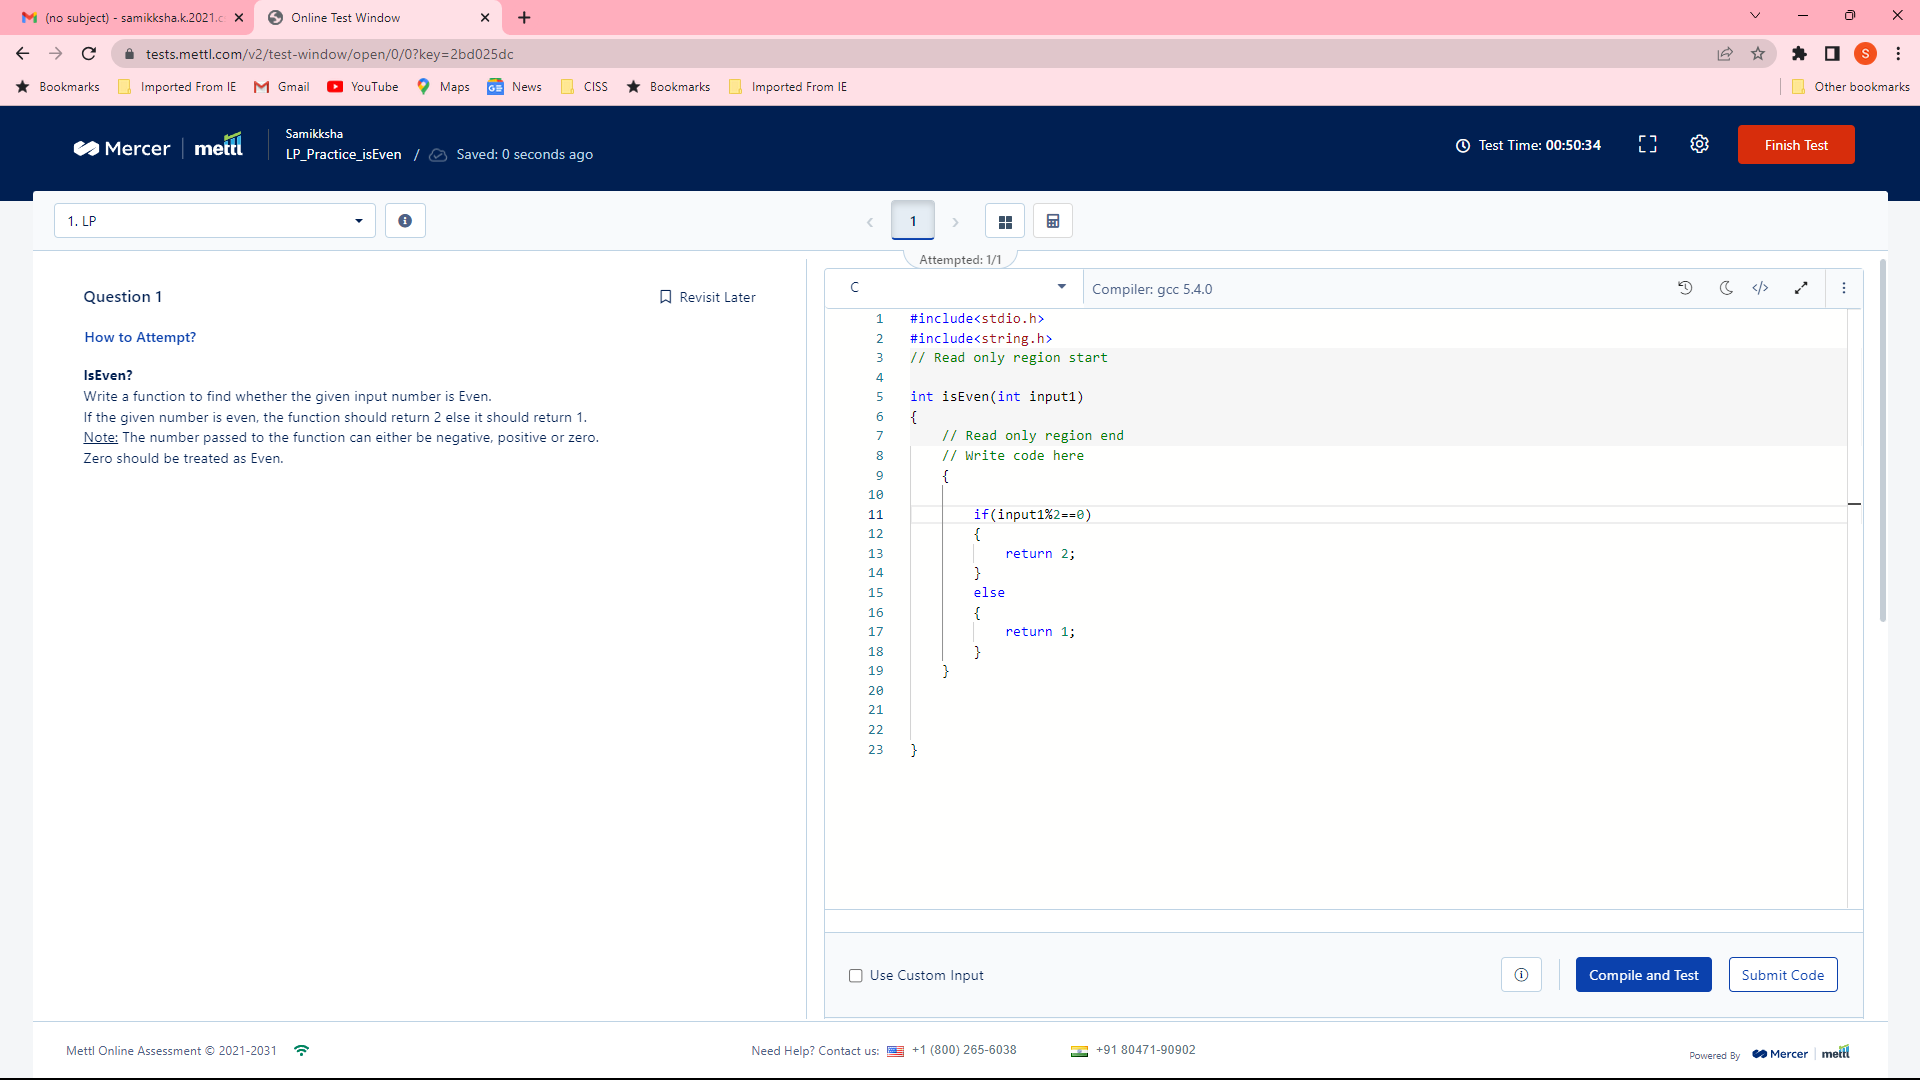 (no subject) - samikksha.k.2021.c
Online Test Window
tests.mettl.com/v2/test-window/open/0/0?key=2bd025dc
S
Bookmarks
Imported From IE
Gmail
YouTube
Maps
News
CISS
Bookmarks
Imported From IE
Other bookmarks
Mercer | mettl
Samikksha
LP_Practice_isEven / Saved: 0 seconds ago
Test Time: 00:50:34
Finish Test
1. LP
1
Attempted: 1/1
Question 1
Revisit Later
How to Attempt?
IsEven?
Write a function to find whether the given input number is Even.
If the given number is even, the function should return 2 else it should return 1.
Note: The number passed to the function can either be negative, positive or zero.
Zero should be treated as Even.
C
Compiler: gcc 5.4.0
1 #include<stdio.h>
2 #include<string.h>
3 // Read only region start
4
5 int isEven(int input1)
6 {
7 // Read only region end
8 // Write code here
9 {
10
11 if(input1%2==0)
12 {
13 return 2;
14 }
15 else
16 {
17 return 1;
18 }
19 }
20
21
22
23 }
Use Custom Input
Compile and Test
Submit Code
Mettl Online Assessment © 2021-2031
Need Help? Contact us: +1 (800) 265-6038
+91 80471-90902
Powered By Mercer | mettl